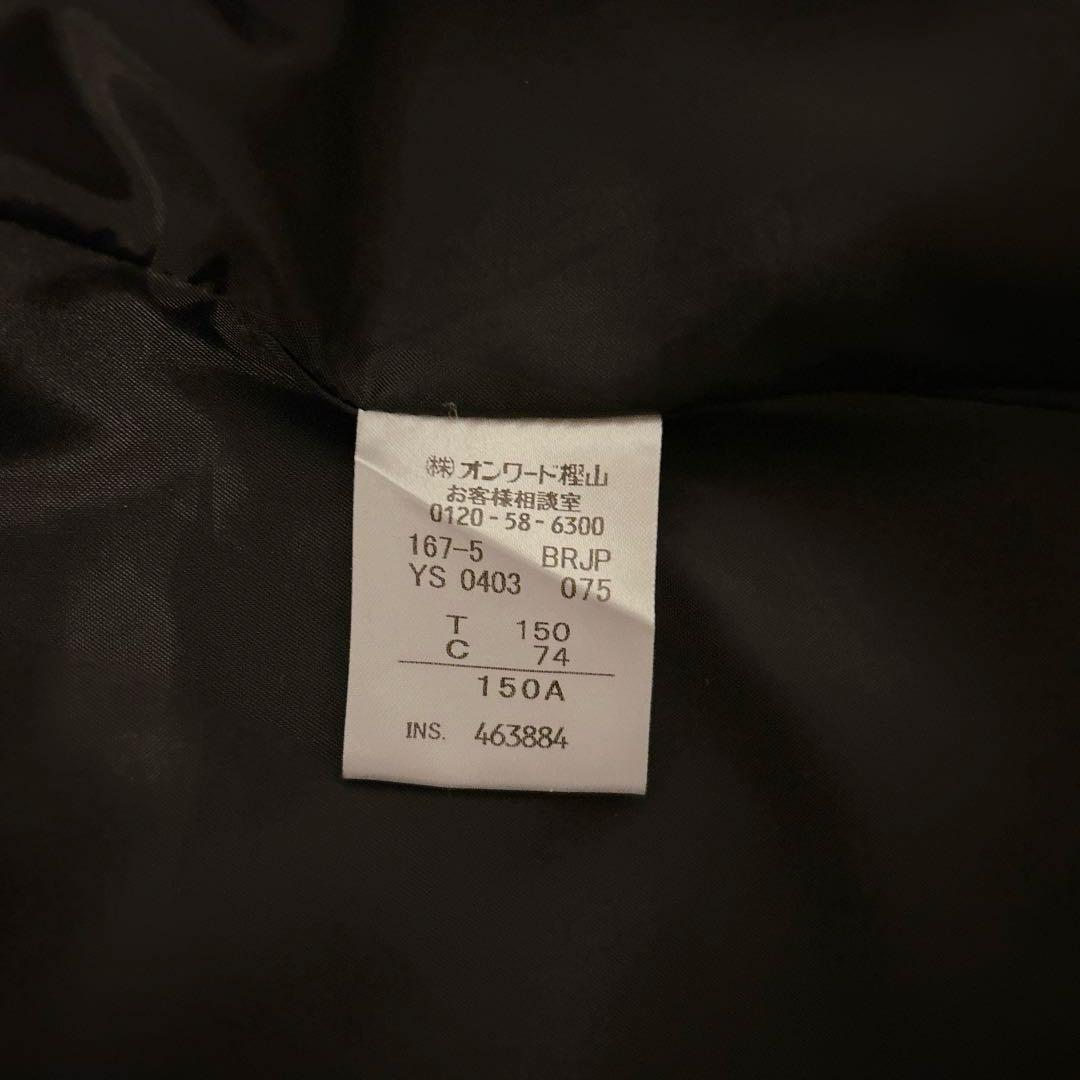 ㈱オンワード樫山
お客様相談室
0120-58-6300
167-5 BRJP
YS 0403 075
T 150
C 74
150A
INS. 463884